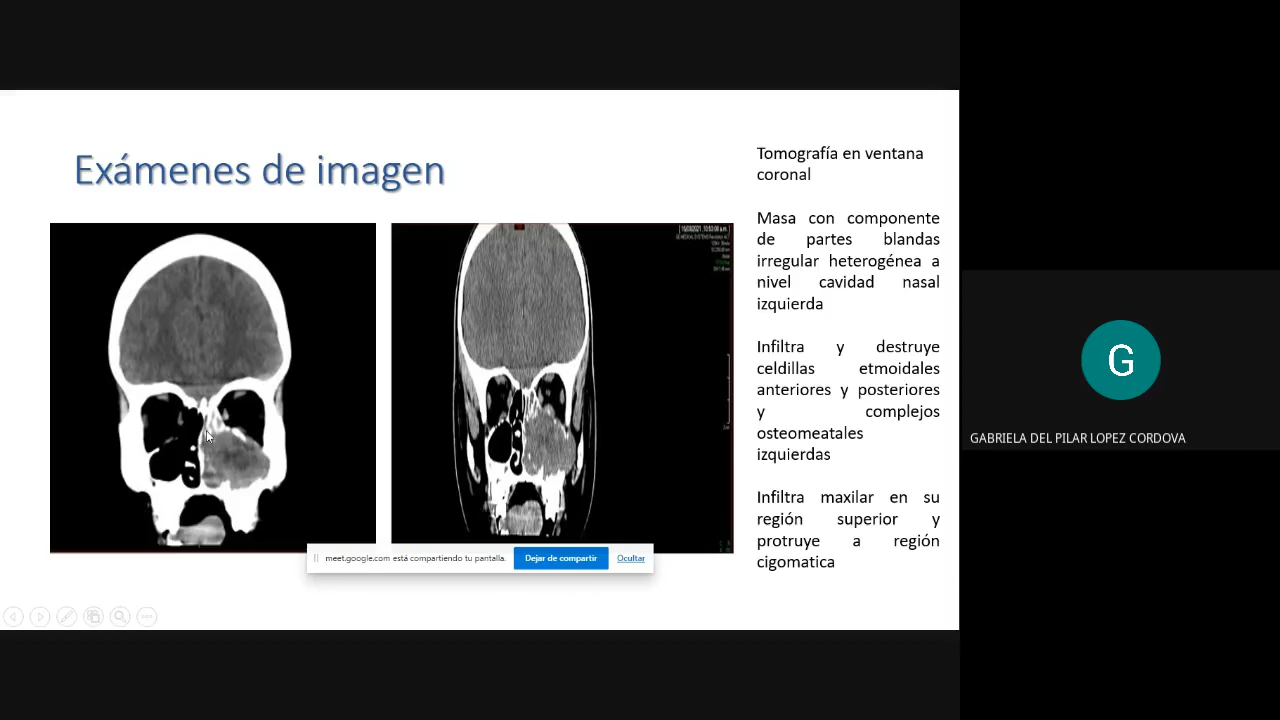 Exámenes de imagen
Tomografía en ventana
coronal
Masa con componente
de partes blandas
irregular heterogénea a
nivel cavidad nasal
izquierda
Infiltra y destruye
celdillas etmoidales
anteriores y posteriores
y complejos
osteomeatales
izquierdas
Infiltra maxilar en su
región superior y
protruye a región
cigomatica
meet.google.com está compartiendo tu pantalla.
Dejar de compartir
Ocultar
G
GABRIELA DEL PILAR LOPEZ CORDOVA